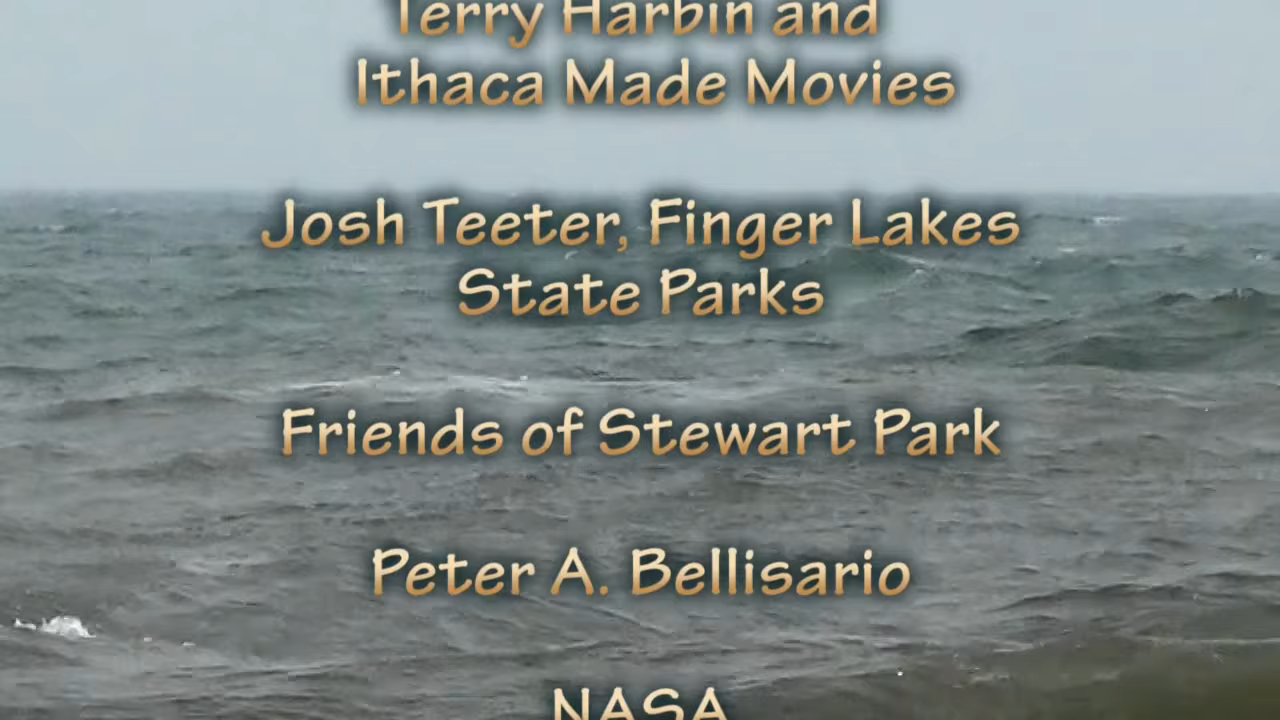 Terry Harbin and
Ithaca Made Movies
Josh Teeter, Finger Lakes
State Parks
Friends of Stewart Park
Peter A. Bellisario
NASA